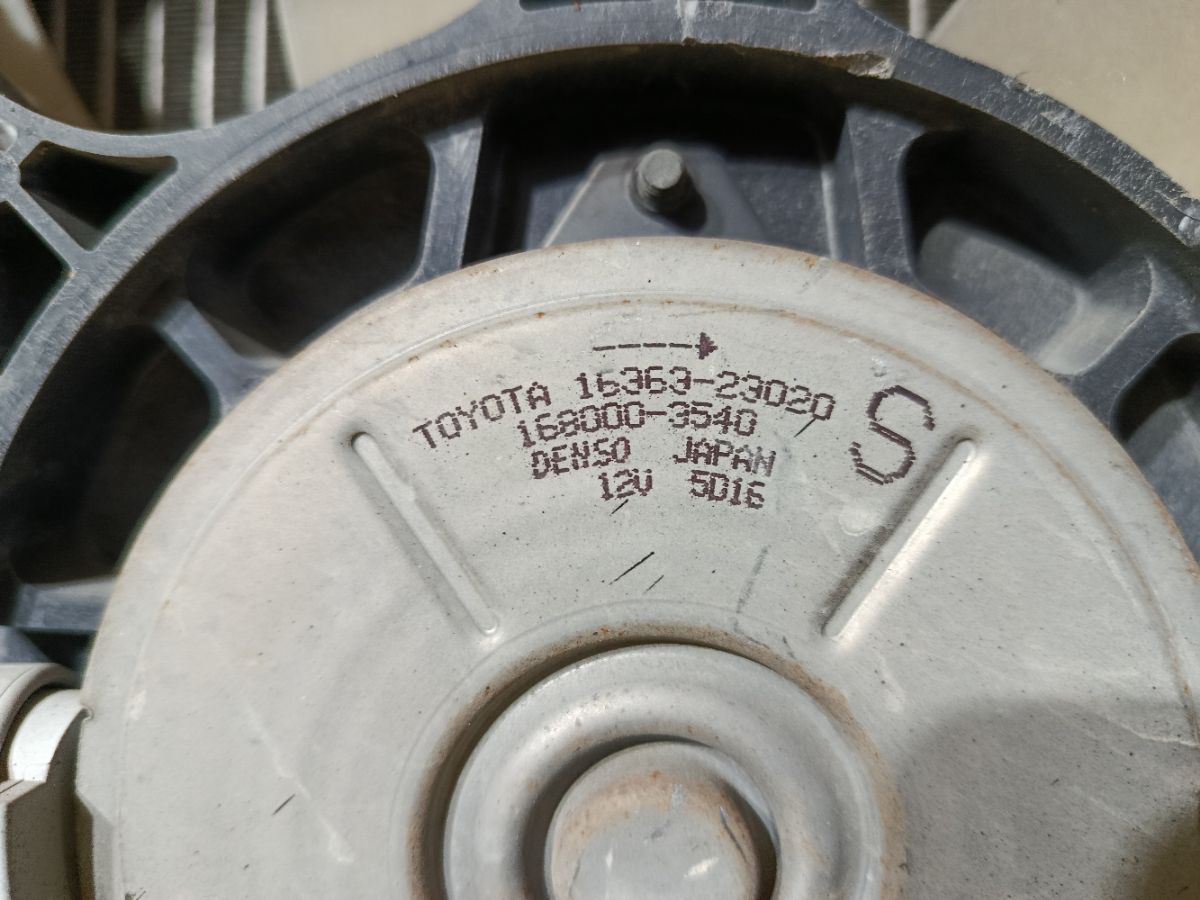 TOYOTA 16363-23020
168000-3540
DENSO JAPAN
12V 5D16
S